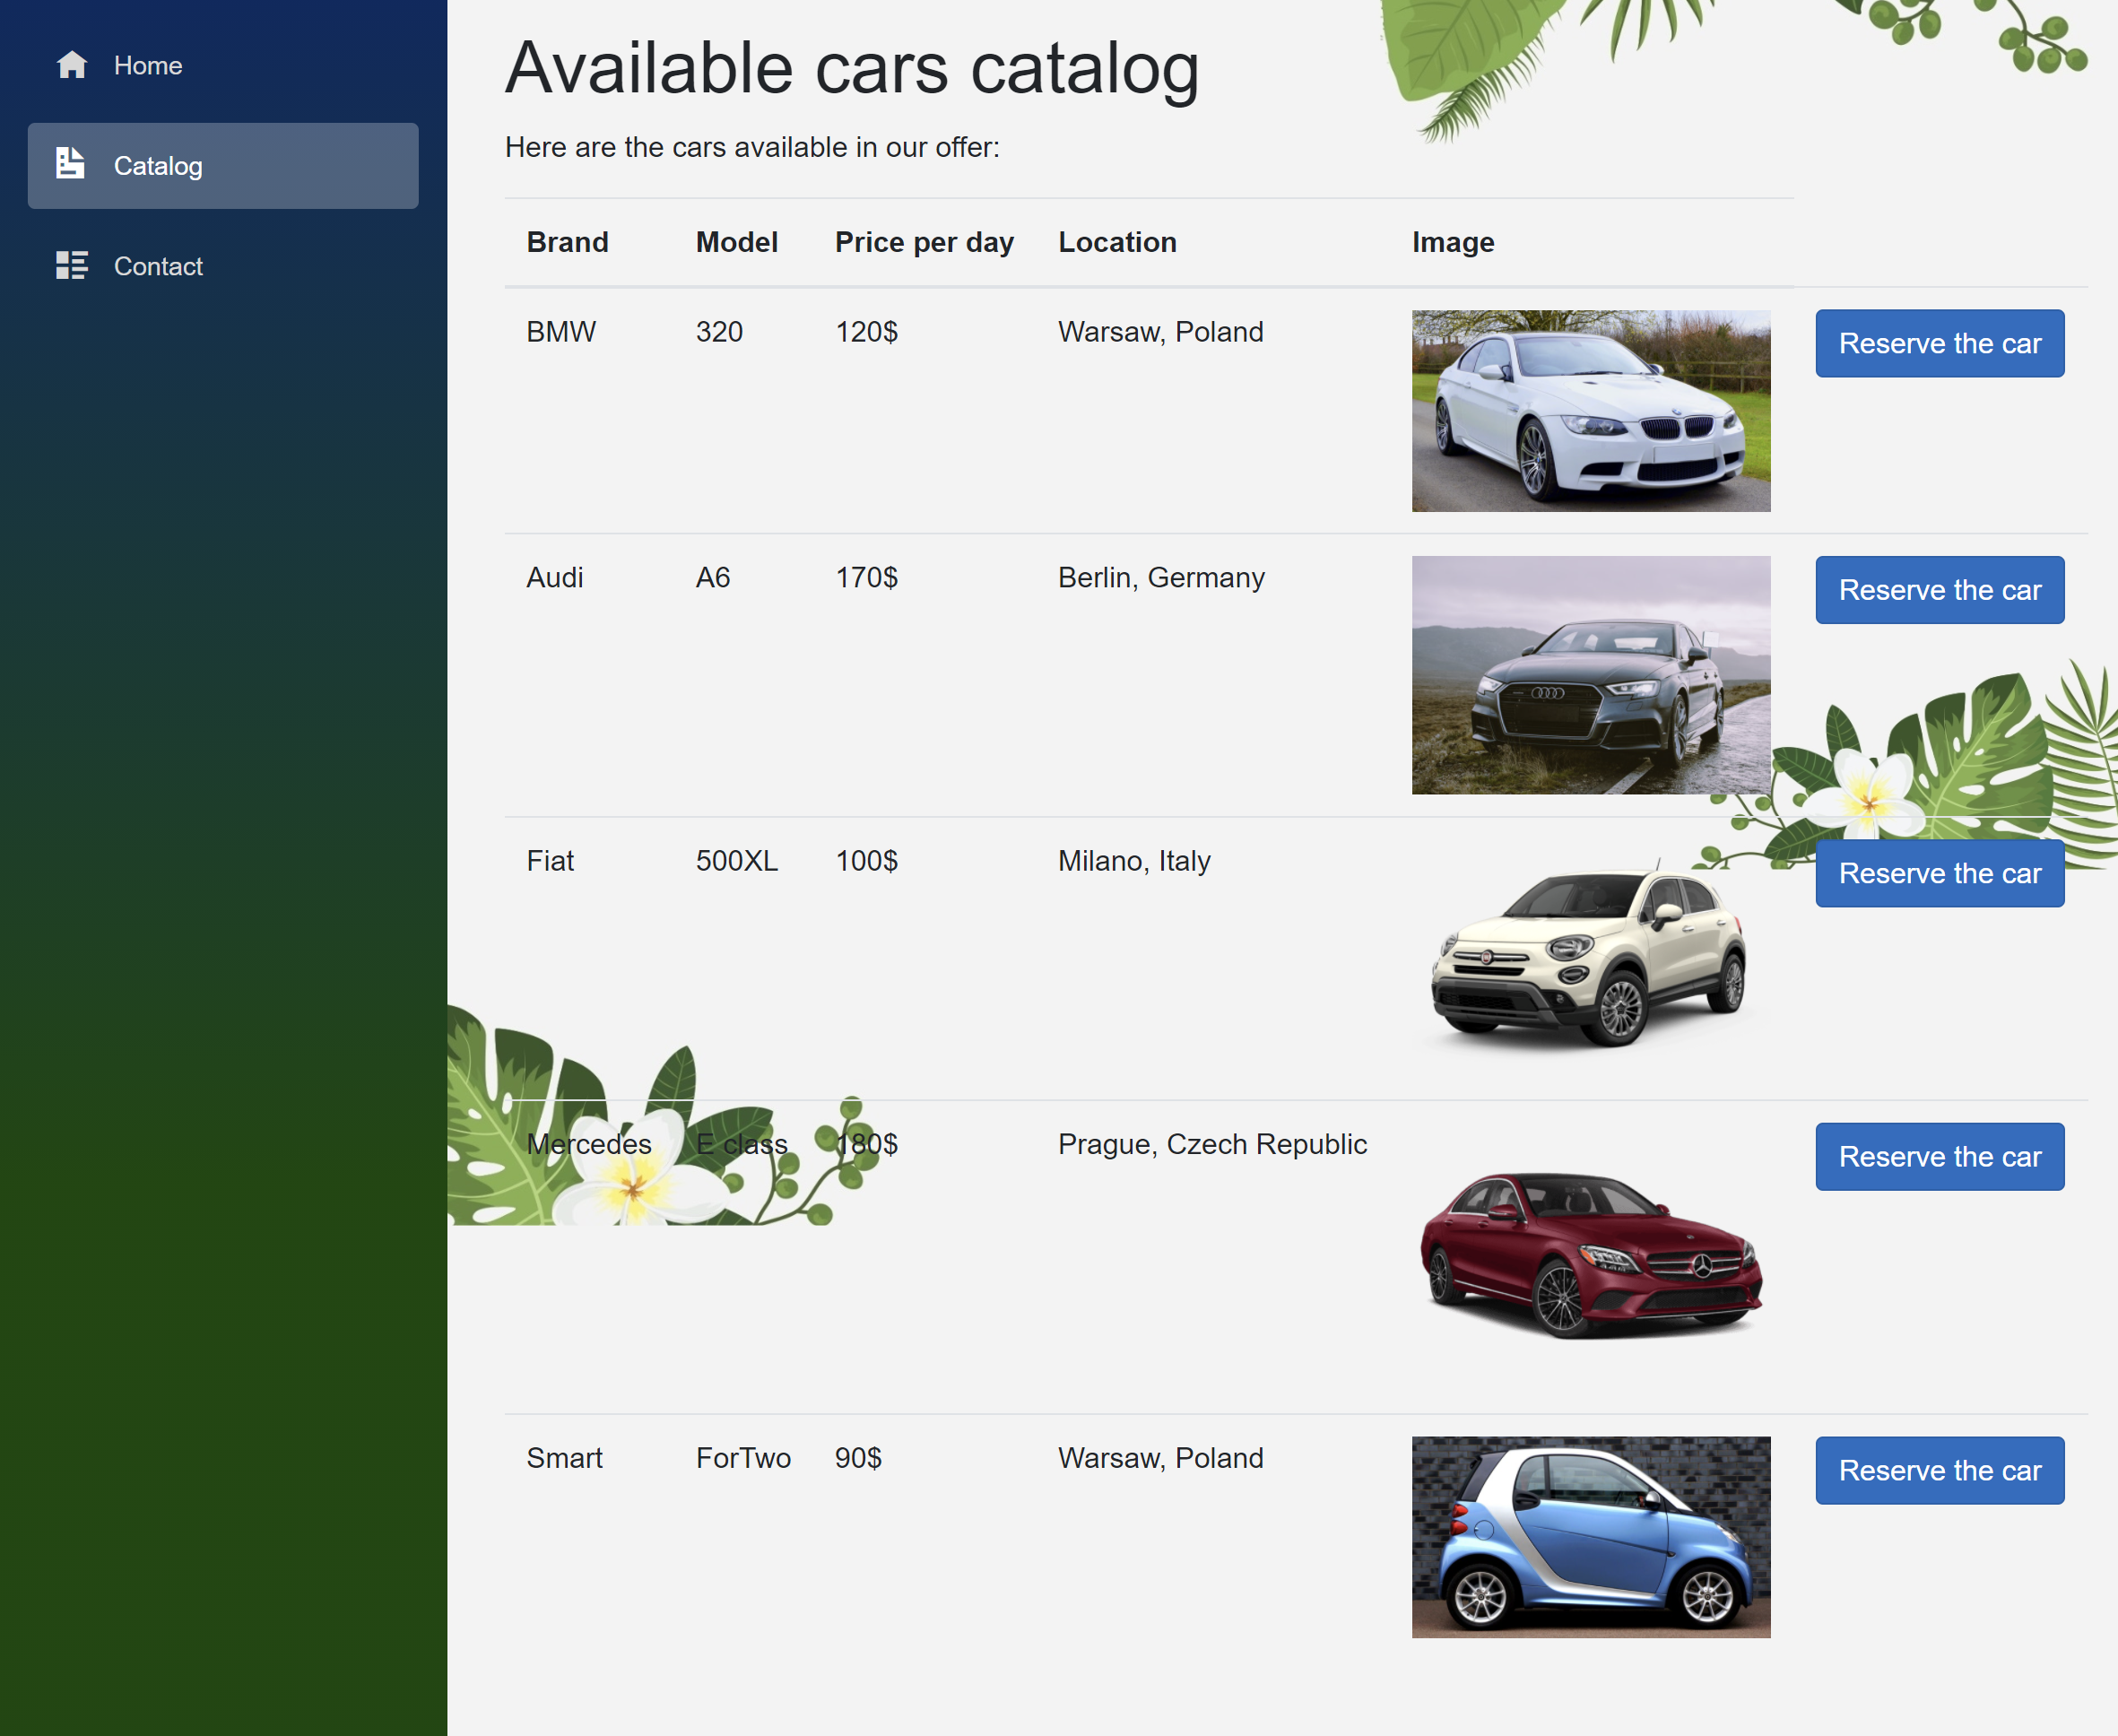 Home
Catalog
Contact
Available cars catalog
Here are the cars available in our offer:
Brand Model Price per day Location Image
BMW 320 120$ Warsaw, Poland Reserve the car
Audi A6 170$ Berlin, Germany Reserve the car
Fiat 500XL 100$ Milano, Italy Reserve the car
Mercedes E class 180$ Prague, Czech Republic Reserve the car
Smart ForTwo 90$ Warsaw, Poland Reserve the car